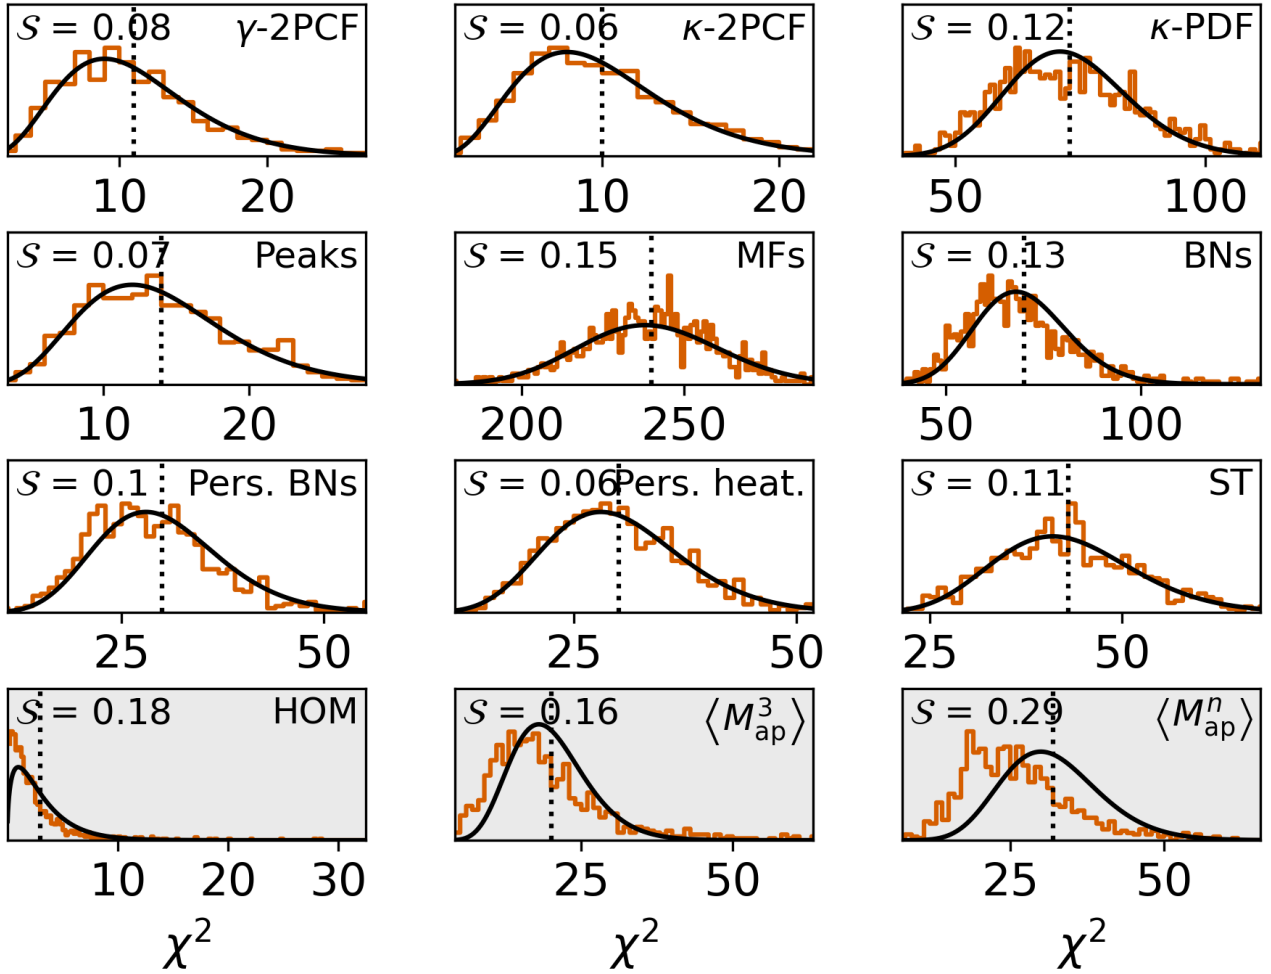 𝒮 = 0.08 γ-2PCF
𝒮 = 0.06 κ-2PCF
𝒮 = 0.12 κ-PDF
10 20
10 20
50 100
𝒮 = 0.07 Peaks
𝒮 = 0.15 MFs
𝒮 = 0.13 BNs
10 20
200 250
50 100
𝒮 = 0.1 Pers. BNs
𝒮 = 0.06 Pers. heat.
𝒮 = 0.11 ST
25 50
25 50
25 50
𝒮 = 0.18 HOM
𝒮 = 0.16 ⟨M³ₐₚ⟩
𝒮 = 0.29 ⟨Mⁿₐₚ⟩
10 20 30
25 50
25 50
χ²
χ²
χ²